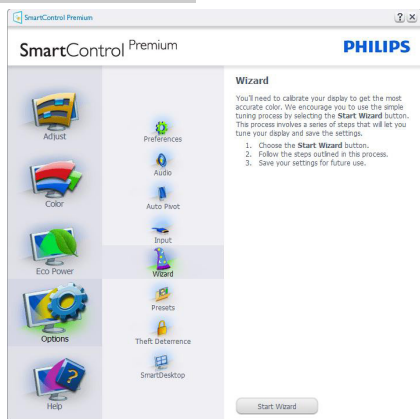 SmartControl Premium
SmartControl Premium
PHILIPS
Adjust
Color
Eco Power
Options
Help
Preferences
Audio
Auto Pivot
Input
Wizard
Presets
Theft Deterrence
SmartDesktop
Wizard
You'll need to calibrate your display to get the most
accurate color. We encourage you to use the simple
tuning process by selecting the Start Wizard button.
This process involves a series of steps that will let you
tune your display and save the settings.
1. Choose the Start Wizard button.
2. Follow the steps outlined in this process.
3. Save your settings for future use.
Start Wizard